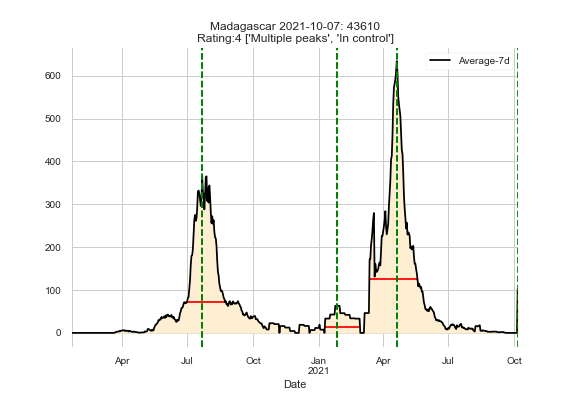 Madagascar 2021-10-07: 43610
Rating:4 ['Multiple peaks', 'In control']
Average-7d
600
500
400
300
200
100
0
Apr Jul Oct Jan Apr Jul Oct
2021
Date